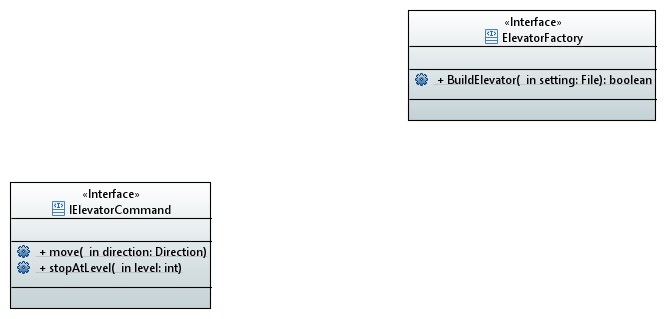 «Interface»
ElevatorFactory
+ BuildElevator( in setting: File): boolean
«Interface»
IElevatorCommand
+ move( in direction: Direction)
+ stopAtLevel( in level: int)